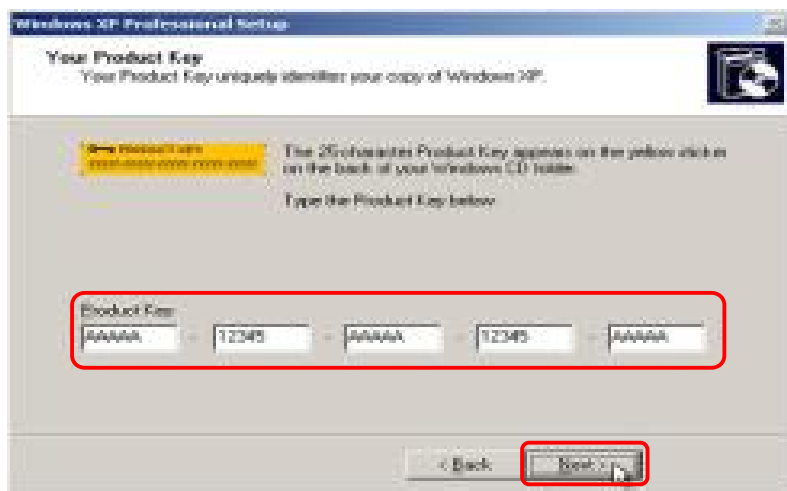 Windows XP Professional Setup
Your Product Key
Your Product Key uniquely identifies your copy of Windows XP.
Product Key
The 25-character Product Key appears on the yellow sticker
on the back of your Windows CD folder.
Type the Product Key below
Product Key
AAAAA - 12345 - AAAAA - 12345 - AAAAA
< Back Next >